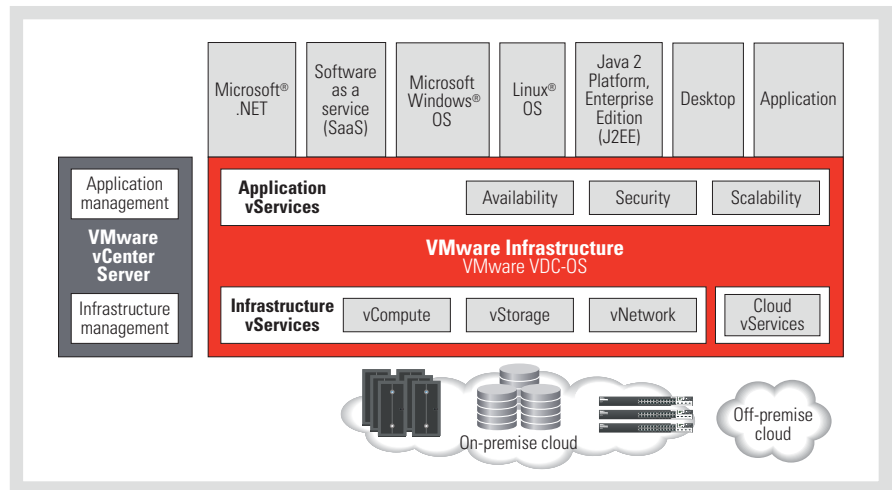 Microsoft®
.NET
Software
as a
service
(SaaS)
Microsoft
Windows®
OS
Linux®
OS
Java 2
Platform,
Enterprise
Edition
(J2EE)
Desktop
Application
Application
management
VMware
vCenter
Server
Infrastructure
management
Application
vServices
Availability
Security
Scalability
VMware Infrastructure
VMware VDC-OS
Infrastructure
vServices
vCompute
vStorage
vNetwork
Cloud
vServices
On-premise cloud
Off-premise
cloud